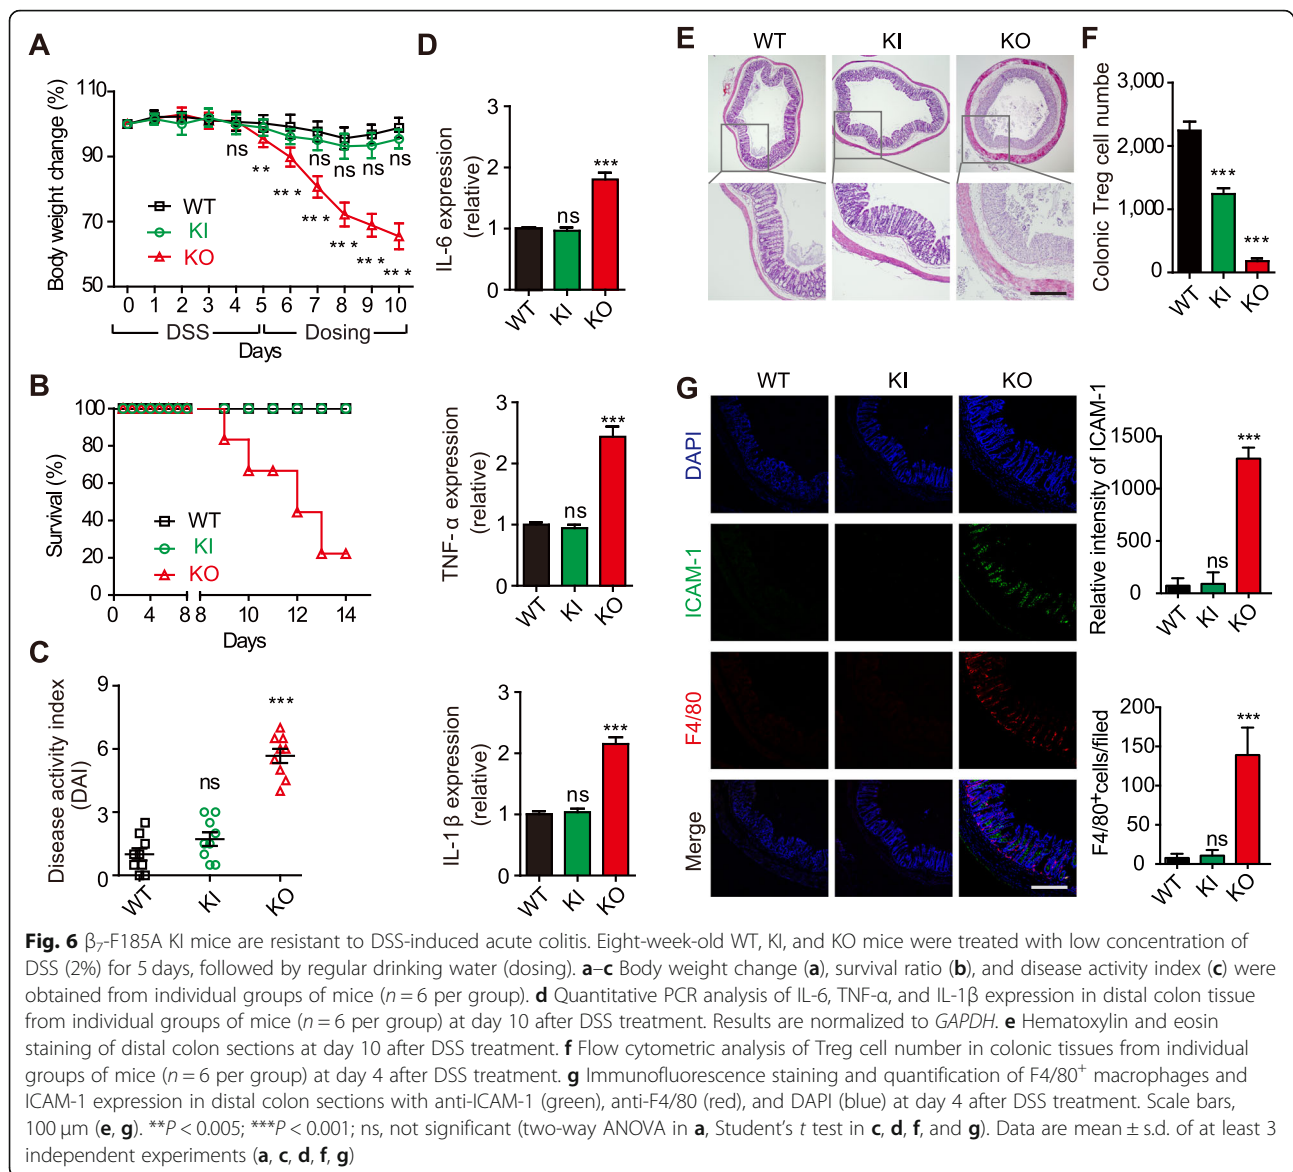 A
Body weight change (%)
110
90
70
50
ns
**
** *
ns
** *
ns
** *
ns
** *
ns
** *
WT
KI
KO
0 1 2 3 4 5 6 7 8 9 10
DSS Dosing
Days
B
Survival (%)
100
80
60
40
20
0
WT
KI
KO
0 4 8 8 10 12 14
Days
C
Disease activity index
(DAI)
9
6
3
0
ns
***
WT KI KO
D
IL-6 expression
(relative)
3
2
1
0
ns
***
WT KI KO
TNF-α expression
(relative)
3
2
1
0
ns
***
WT KI KO
IL-1β expression
(relative)
3
2
1
0
ns
***
WT KI KO
E
WT KI KO
F
Colonic Treg cell numbe
3,000
2,000
1,000
0
***
***
WT KI KO
G
WT KI KO
DAPI
ICAM-1
F4/80
Merge
Relative intensity of ICAM-1
1500
1000
500
0
ns
***
WT KI KO
F4/80+cells/filed
200
150
100
50
0
ns
***
WT KI KO
Fig. 6 β7-F185A KI mice are resistant to DSS-induced acute colitis. Eight-week-old WT, KI, and KO mice were treated with low concentration of
DSS (2%) for 5 days, followed by regular drinking water (dosing). a–c Body weight change (a), survival ratio (b), and disease activity index (c) were
obtained from individual groups of mice (n = 6 per group). d Quantitative PCR analysis of IL-6, TNF-α, and IL-1β expression in distal colon tissue
from individual groups of mice (n = 6 per group) at day 10 after DSS treatment. Results are normalized to GAPDH. e Hematoxylin and eosin
staining of distal colon sections at day 10 after DSS treatment. f Flow cytometric analysis of Treg cell number in colonic tissues from individual
groups of mice (n = 6 per group) at day 4 after DSS treatment. g Immunofluorescence staining and quantification of F4/80+ macrophages and
ICAM-1 expression in distal colon sections with anti-ICAM-1 (green), anti-F4/80 (red), and DAPI (blue) at day 4 after DSS treatment. Scale bars,
100 μm (e, g). **P < 0.005; ***P < 0.001; ns, not significant (two-way ANOVA in a, Student's t test in c, d, f, and g). Data are mean ± s.d. of at least 3
independent experiments (a, c, d, f, g)